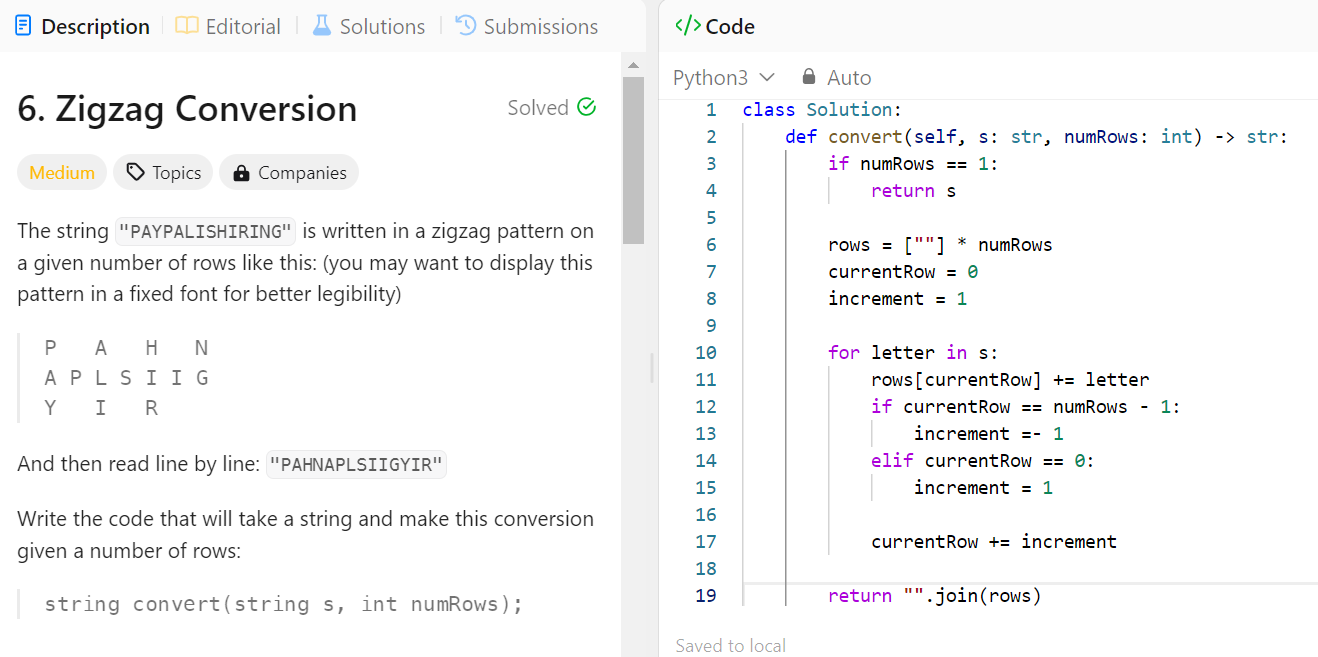 Description | Editorial | Solutions | Submissions
6. Zigzag Conversion
Solved
Medium Topics Companies
The string "PAYPALISHIRING" is written in a zigzag pattern on
a given number of rows like this: (you may want to display this
pattern in a fixed font for better legibility)
P   A   H   N
A P L S I I G
Y   I   R
And then read line by line: "PAHNAPLSIIGYIR"
Write the code that will take a string and make this conversion
given a number of rows:
string convert(string s, int numRows);
</> Code
Python3 Auto
1 class Solution:
2     def convert(self, s: str, numRows: int) -> str:
3         if numRows == 1:
4             return s
5
6         rows = [""] * numRows
7         currentRow = 0
8         increment = 1
9
10         for letter in s:
11             rows[currentRow] += letter
12             if currentRow == numRows - 1:
13                 increment =- 1
14             elif currentRow == 0:
15                 increment = 1
16
17             currentRow += increment
18
19         return "".join(rows)
Saved to local